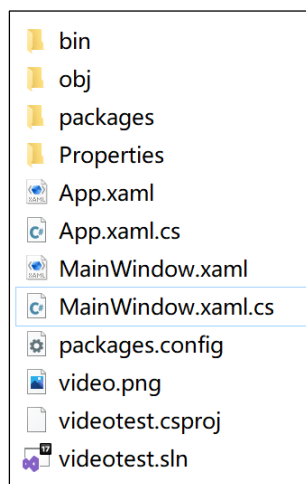 bin
obj
packages
Properties
App.xaml
App.xaml.cs
MainWindow.xaml
MainWindow.xaml.cs
packages.config
video.png
videotest.csproj
videotest.sln